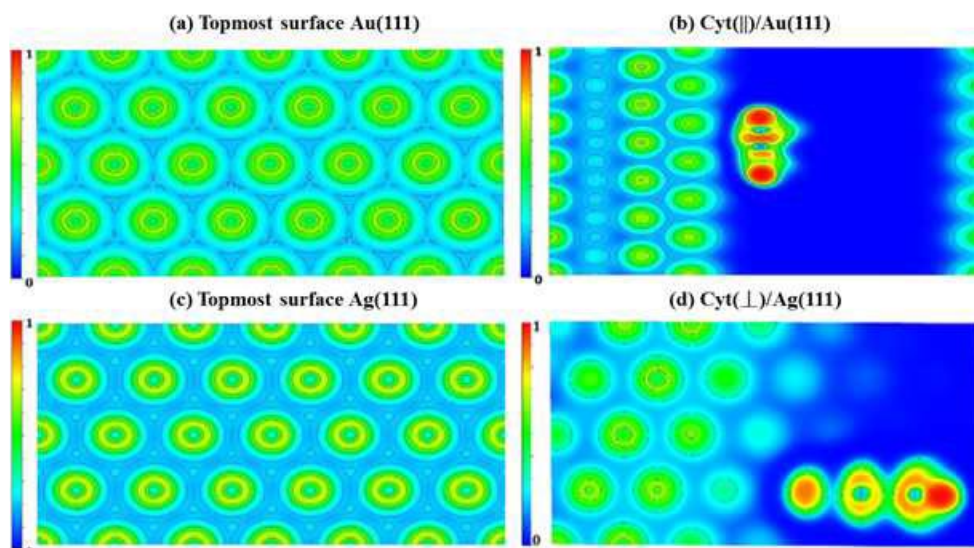 (a) Topmost surface Au(111)
(b) Cyt(||)/Au(111)
1
0
1
0
(c) Topmost surface Ag(111)
(d) Cyt(⊥)/Ag(111)
1
0
1
0